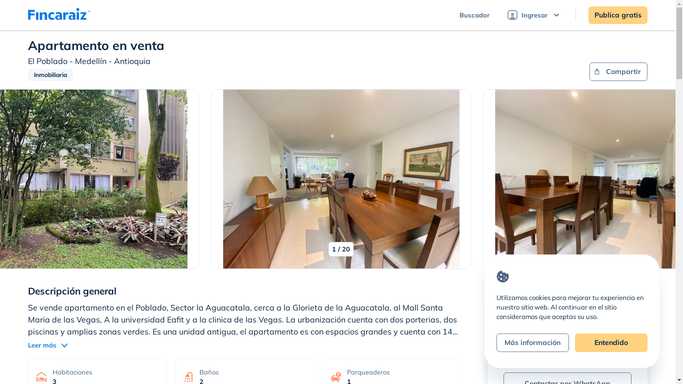 Fincaraiz
Buscador
Ingresar
Publica gratis
Apartamento en venta
El Poblado - Medellín - Antioquia
Inmobiliaria
Compartir
1 / 20
Descripción general
Se vende apartamento en el Poblado, Sector la Aguacatala, cerca a la Glorieta de la Aguacatala, al Mall Santa
Maria de las Vegas, A la universidad Eafit y a la clinica de las Vegas. La urbanización cuenta con dos porterias, dos
piscinas y amplias zonas verdes. Es una unidad antigua, el apartamento es con espacios grandes y cuenta con 14...
Leer más
Habitaciones
3
Baños
2
Parqueaderos
1
Utilizamos cookies para mejorar tu experiencia en
nuestro sitio web. Al continuar en el sitio
consideramos que aceptas su uso.
Más información
Entendido
Contactar por WhatsApp